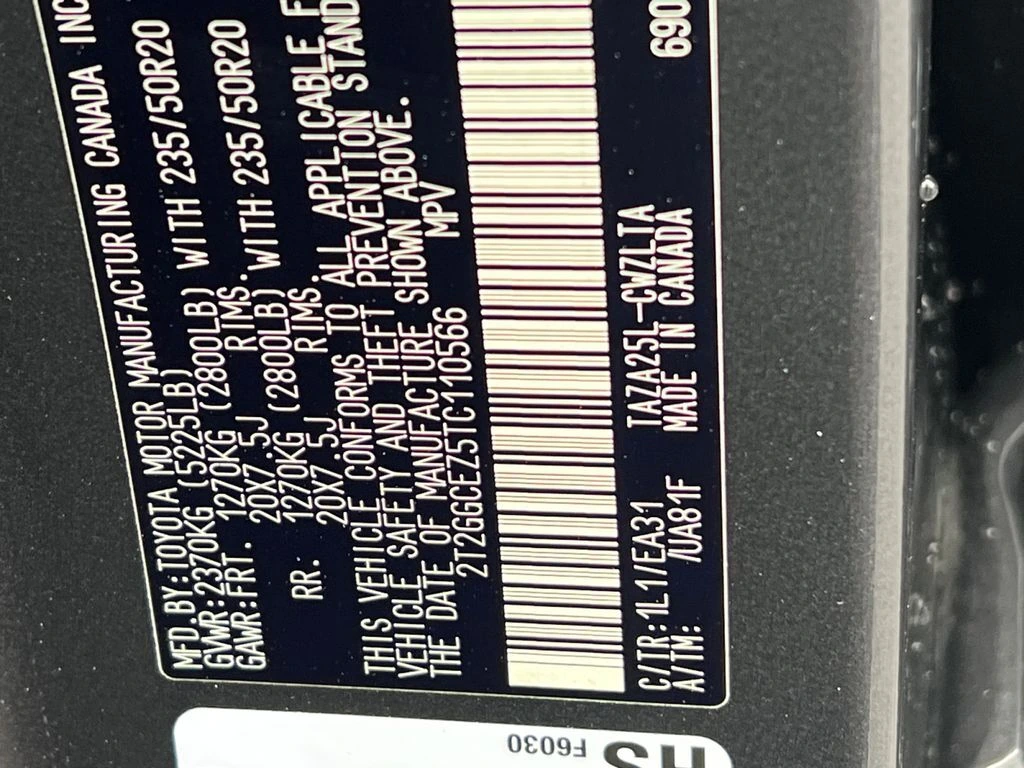 MFD.BY:TOYOTA MOTOR MANUFACTURING CANADA INC
GVWR:2370KG (5225LB)
GAWR:FRT. 1270KG (2800LB) WITH 235/50R20
20X7.5J RIMS.
RR. 1270KG (2800LB) WITH 235/50R20
20X7.5J RIMS.
THIS VEHICLE CONFORMS TO ALL APPLICABLE F
VEHICLE SAFETY AND THEFT PREVENTION STAND
THE DATE OF MANUFACTURE SHOWN ABOVE.
2T2GGCEZ5TC110566 MPV
C/TR:1L1/EA31 TAZA25L-CWZLTA
A/TM: /UA81F MADE IN CANADA 690
F6030
HS